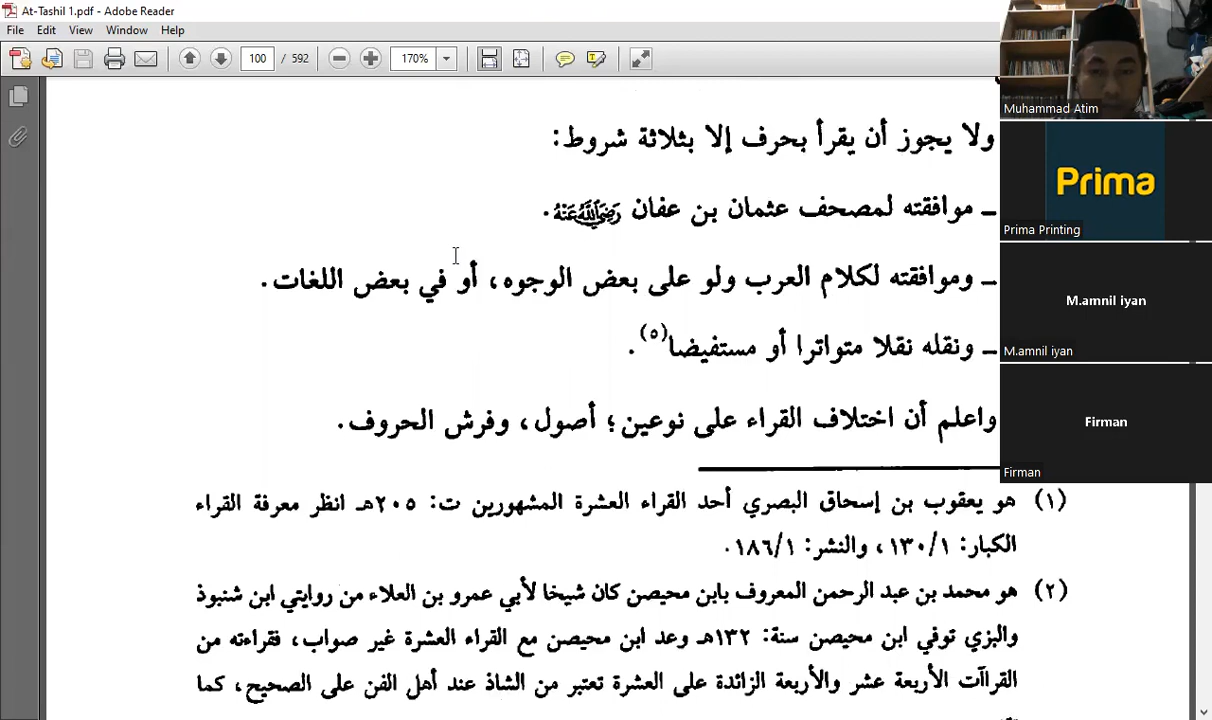 At-Tashil 1.pdf - Adobe Reader
File Edit View Window Help
100 / 592 170%
ولا يجوز أن يقرأ بحرف إلا بثلاثة شروط:
ـ موافقته لمصحف عثمان بن عفان رَضِيَ اللَّهُ عَنْهُ.
ـ وموافقته لكلام العرب ولو على بعض الوجوه، أو في بعض اللغات.
ـ ونقله نقلا متواترا أو مستفيضا(٥).
واعلم أن اختلاف القراء على نوعين؛ أصول، وفرش الحروف.
(١) هو يعقوب بن إسحاق البصري أحد القراء العشرة المشهورين ت: ٢٠٥هـ انظر معرفة القراء
الكبار: ١/١٣٠، والنشر: ١/١٨٦.
(٢) هو محمد بن عبد الرحمن المعروف بابن محيصن كان شيخا لأبي عمرو بن العلاء من روايتي ابن شنبوذ
والبزي توفي ابن محيصن سنة: ١٣٢هـ وعد ابن محيصن مع القراء العشرة غير صواب، فقراءته من
القراآت الأربعة عشر والأربعة الزائدة على العشرة تعتبر من الشاذ عند أهل الفن على الصحيح، كما
Muhammad Atim
Prima
Prima Printing
M.amnil iyan
M.amnil iyan
Firman
Firman